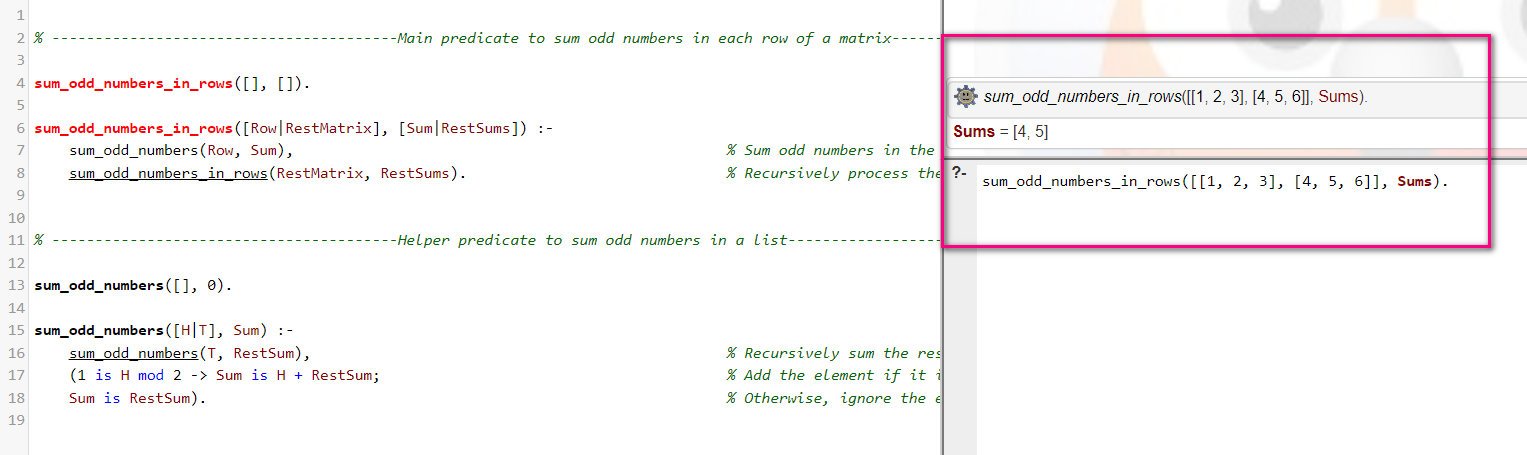 1
2 % ----------------------------------------Main predicate to sum odd numbers in each row of a matrix------
3
4 sum_odd_numbers_in_rows([], []).
5
6 sum_odd_numbers_in_rows([Row|RestMatrix], [Sum|RestSums]) :-
7 sum_odd_numbers(Row, Sum), % Sum odd numbers in the
8 sum_odd_numbers_in_rows(RestMatrix, RestSums). % Recursively process the
9
10
11 % ----------------------------------------Helper predicate to sum odd numbers in a list------------------
12
13 sum_odd_numbers([], 0).
14
15 sum_odd_numbers([H|T], Sum) :-
16 sum_odd_numbers(T, RestSum), % Recursively sum the res
17 (1 is H mod 2 -> Sum is H + RestSum; % Add the element if it i
18 Sum is RestSum). % Otherwise, ignore the e
19
sum_odd_numbers_in_rows([[1, 2, 3], [4, 5, 6]], Sums).
Sums = [4, 5]
?- sum_odd_numbers_in_rows([[1, 2, 3], [4, 5, 6]], Sums).